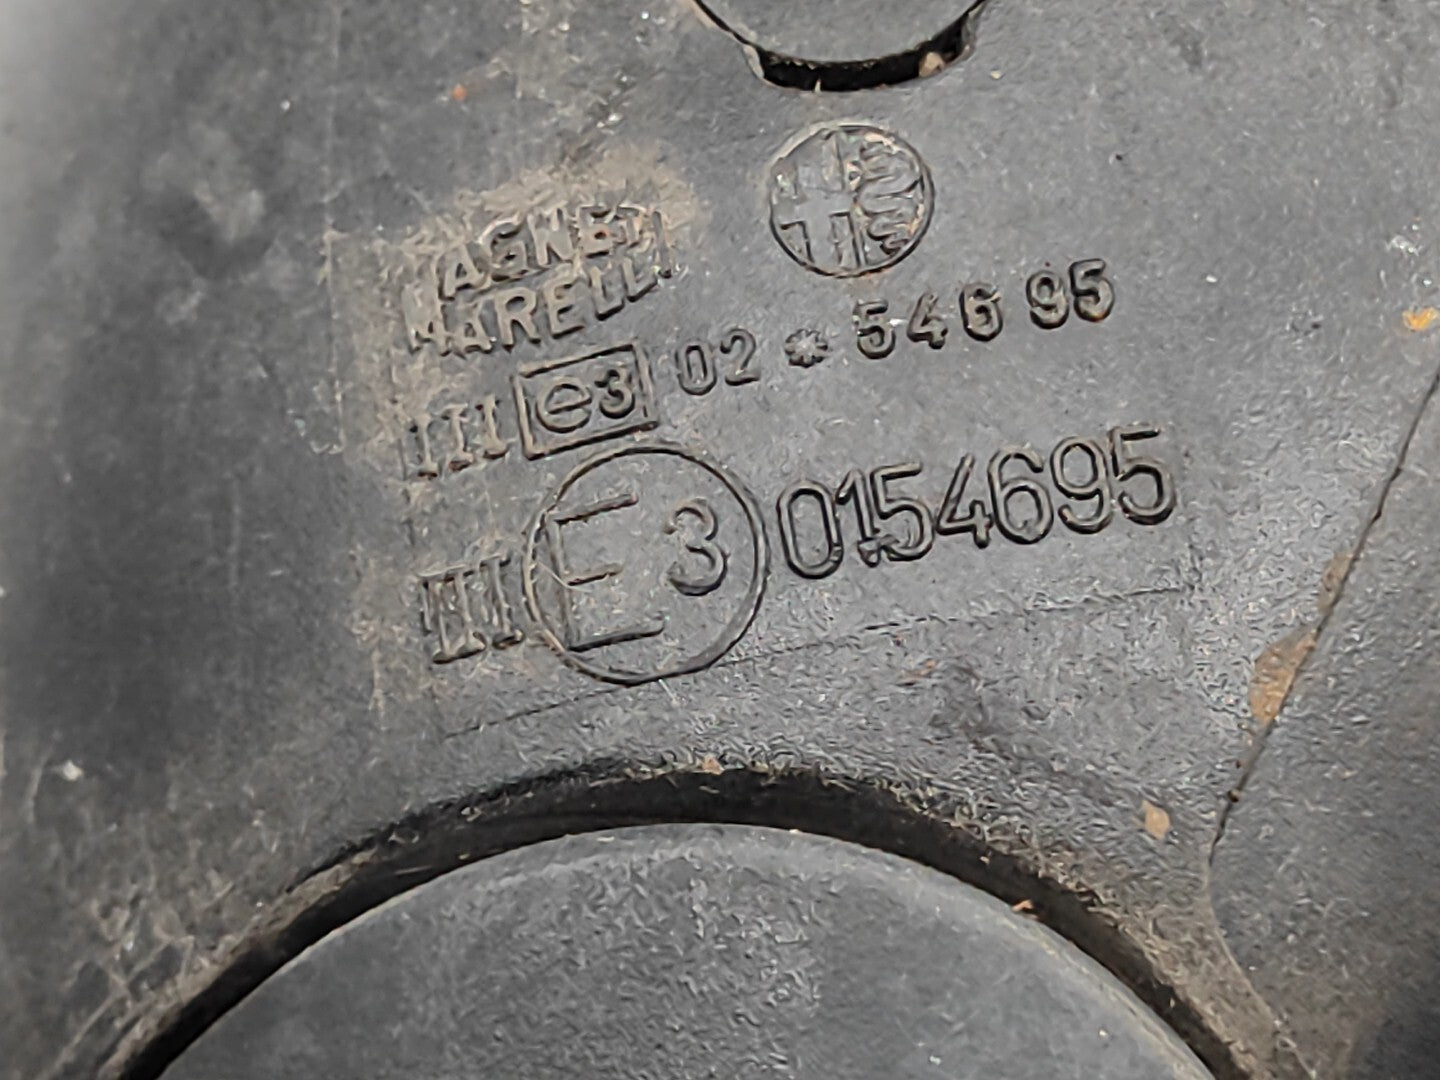 MAGNETI
MARELLI
III e3 02 * 54695
III E3 0154695